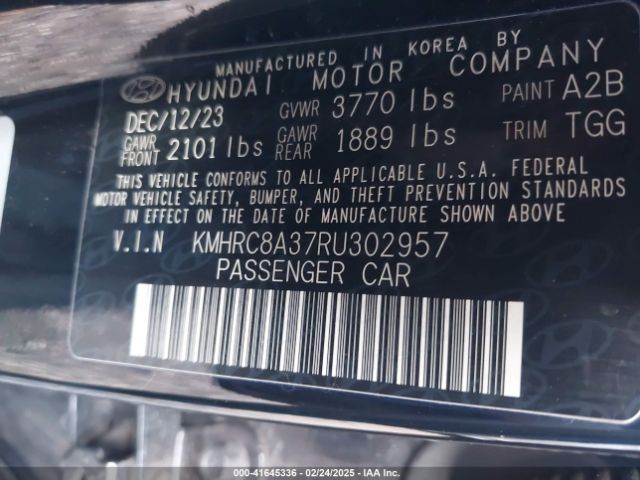 MANUFACTURED IN KOREA BY
HYUNDAI MOTOR COMPANY
DEC/12/23 GVWR 3770 lbs PAINT A2B
GAWR FRONT 2101 lbs GAWR REAR 1889 lbs TRIM TGG
THIS VEHICLE CONFORMS TO ALL APPLICABLE U.S.A. FEDERAL
MOTOR VEHICLE SAFETY, BUMPER, AND THEFT PREVENTION STANDARDS
IN EFFECT ON THE DATE OF MANUFACTURE SHOWN ABOVE
V.I.N KMHRC8A37RU302957
PASSENGER CAR
000-41645336 - 02/24/2025 - IAA Inc.